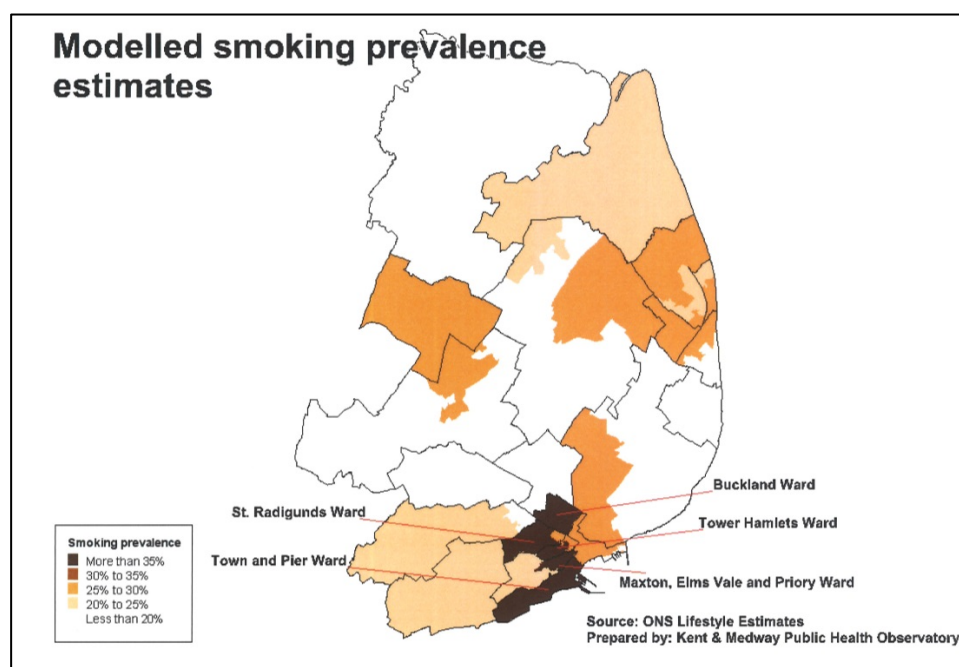 Modelled smoking prevalence
estimates
Buckland Ward
St. Radigunds Ward
Tower Hamlets Ward
Town and Pier Ward
Maxton, Elms Vale and Priory Ward
Smoking prevalence
More than 35%
30% to 35%
25% to 30%
20% to 25%
Less than 20%
Source: ONS Lifestyle Estimates
Prepared by: Kent & Medway Public Health Observatory